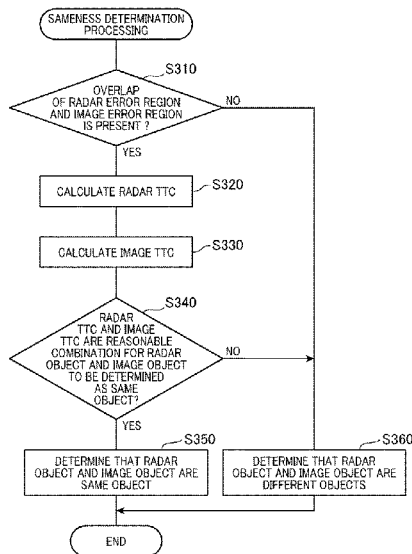 SAMENESS DETERMINATION
PROCESSING
S310
OVERLAP
OF RADAR ERROR REGION
AND IMAGE ERROR REGION
IS PRESENT ?
NO
YES
S320
CALCULATE RADAR TTC
S330
CALCULATE IMAGE TTC
S340
RADAR
TTC AND IMAGE
TTC ARE REASONABLE
COMBINATION FOR RADAR
OBJECT AND IMAGE OBJECT
TO BE DETERMINED
AS SAME
OBJECT?
NO
YES
S350
DETERMINE THAT RADAR
OBJECT AND IMAGE OBJECT ARE
SAME OBJECT
S360
DETERMINE THAT RADAR
OBJECT AND IMAGE OBJECT ARE
DIFFERENT OBJECTS
END